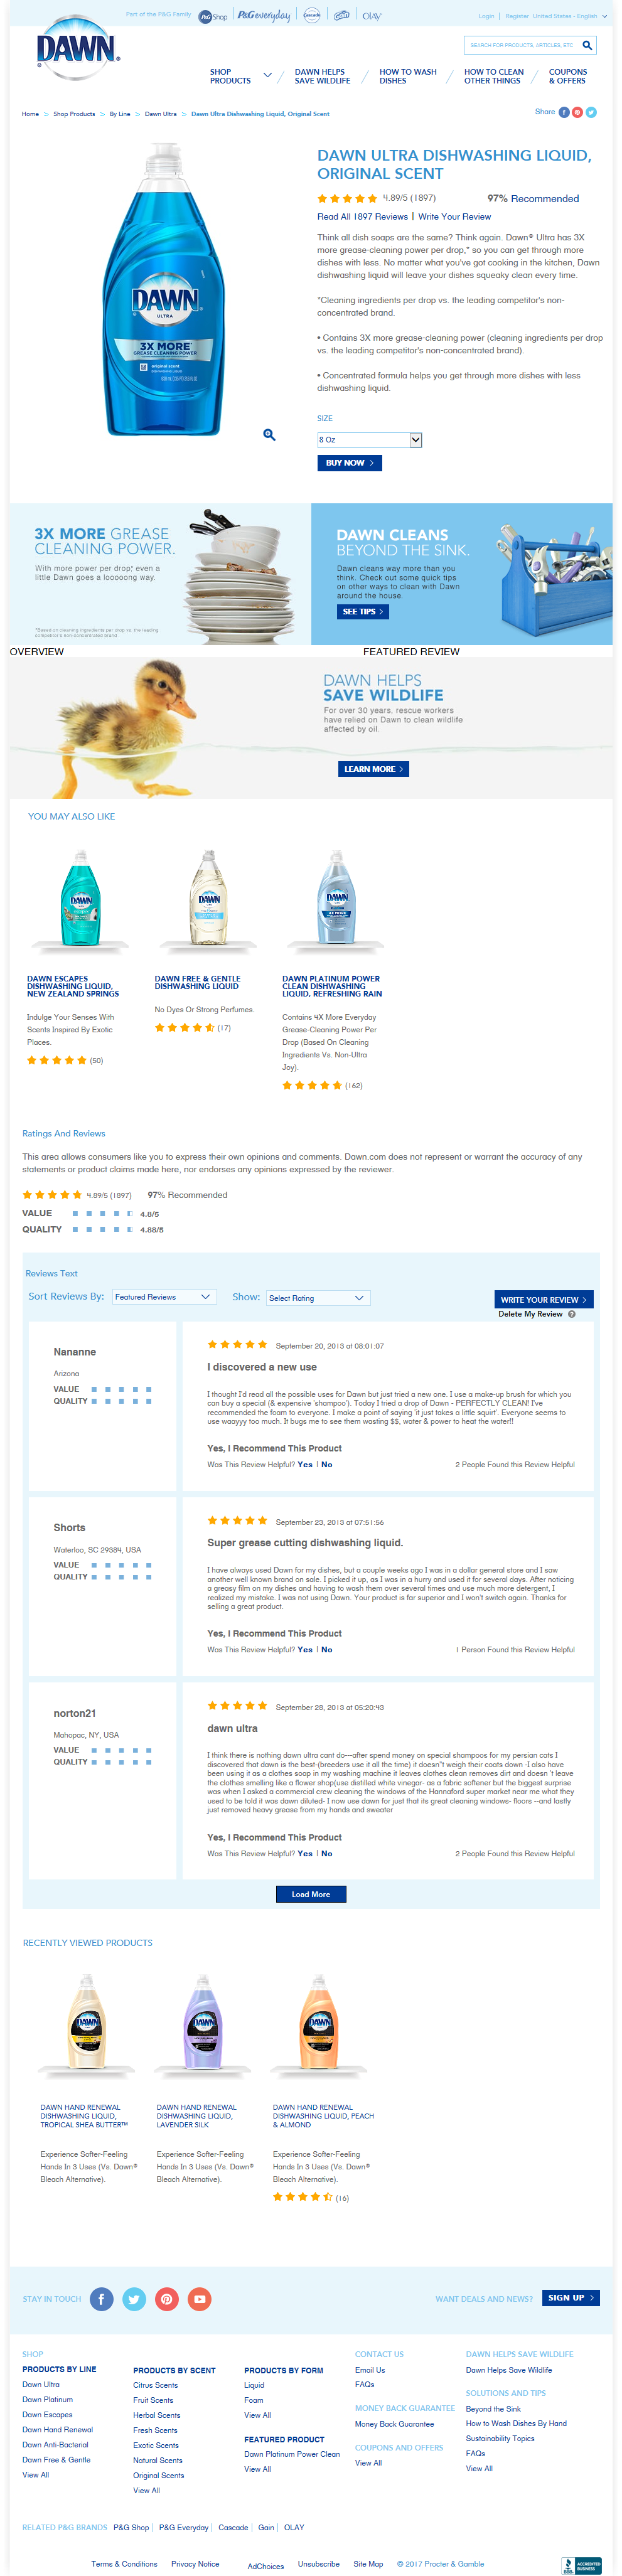 Part of the P&G Family
P&G Shop
P&G everyday
Cascade
Gain
OLAY
Login | Register United States - English
DAWN
SEARCH FOR PRODUCTS, ARTICLES, ETC
SHOP PRODUCTS
DAWN HELPS SAVE WILDLIFE
HOW TO WASH DISHES
HOW TO CLEAN OTHER THINGS
COUPONS & OFFERS
Home > Shop Products > By Line > Dawn Ultra > Dawn Ultra Dishwashing Liquid, Original Scent
Share
DAWN
ULTRA
3X MORE*
GREASE CLEANING POWER
original scent
DAWN ULTRA DISHWASHING LIQUID,
ORIGINAL SCENT
4.89/5 (1897) 97% Recommended
Read All 1897 Reviews | Write Your Review
Think all dish soaps are the same? Think again. Dawn® Ultra has 3X
more grease-cleaning power per drop,* so you can get through more
dishes with less. No matter what you've got cooking in the kitchen, Dawn
dishwashing liquid will leave your dishes squeaky clean every time.
*Cleaning ingredients per drop vs. the leading competitor's non-
concentrated brand.
• Contains 3X more grease-cleaning power (cleaning ingredients per drop
vs. the leading competitor's non-concentrated brand).
• Concentrated formula helps you get through more dishes with less
dishwashing liquid.
SIZE
8 Oz
BUY NOW >
3X MORE GREASE
CLEANING POWER.
With more power per drop,* even a
little Dawn goes a looooong way.
*Based on cleaning ingredients per drop vs. the leading
competitor's non-concentrated brand
DAWN CLEANS
BEYOND THE SINK.
Dawn cleans way more than you
think. Check out some quick tips
on other ways to clean with Dawn
around the house.
SEE TIPS >
OVERVIEW
FEATURED REVIEW
DAWN HELPS
SAVE WILDLIFE
For over 30 years, rescue workers
have relied on Dawn to clean wildlife
affected by oil.
LEARN MORE >
YOU MAY ALSO LIKE
DAWN
DAWN
DAWN
DAWN ESCAPES
DISHWASHING LIQUID,
NEW ZEALAND SPRINGS
Indulge Your Senses With
Scents Inspired By Exotic
Places.
(50)
DAWN FREE & GENTLE
DISHWASHING LIQUID
No Dyes Or Strong Perfumes.
(17)
DAWN PLATINUM POWER
CLEAN DISHWASHING
LIQUID, REFRESHING RAIN
Contains 4X More Everyday
Grease-Cleaning Power Per
Drop (Based On Cleaning
Ingredients Vs. Non-Ultra
Joy).
(162)
Ratings And Reviews
This area allows consumers like you to express their own opinions and comments. Dawn.com does not represent or warrant the accuracy of any
statements or product claims made here, nor endorses any opinions expressed by the reviewer.
4.89/5 (1897) 97% Recommended
VALUE 4.8/5
QUALITY 4.88/5
Reviews Text
Sort Reviews By: Featured Reviews
Show: Select Rating
WRITE YOUR REVIEW >
Delete My Review ?
Nananne
Arizona
VALUE
QUALITY
September 20, 2013 at 08:01:07
I discovered a new use
I thought I'd read all the possible uses for Dawn but just tried a new one. I use a make-up brush for which you
can buy a special (& expensive 'shampoo'). Today I tried a drop of Dawn - PERFECTLY CLEAN! I've
recommended the foam to everyone. I make a point of saying 'it just takes a little squirt'. Everyone seems to
use waayyy too much. It bugs me to see them wasting $$, water & power to heat the water!!
Yes, I Recommend This Product
Was This Review Helpful? Yes | No
2 People Found this Review Helpful
Shorts
Waterloo, SC 29384, USA
VALUE
QUALITY
September 23, 2013 at 07:51:56
Super grease cutting dishwashing liquid.
I have always used Dawn for my dishes, but a couple weeks ago I was in a dollar general store and I saw
another well known brand on sale. I picked it up, as I was in a hurry and used it for several days. After noticing
a greasy film on my dishes and having to wash them over several times and use much more detergent, I
realized my mistake. I was not using Dawn. Your product is far superior and I won't switch again. Thanks for
selling a great product.
Yes, I Recommend This Product
Was This Review Helpful? Yes | No
1 Person Found this Review Helpful
norton21
Mahopac, NY, USA
VALUE
QUALITY
September 28, 2013 at 05:20:43
dawn ultra
I think there is nothing dawn ultra cant do---after spend money on special shampoos for my persian cats I
discovered that dawn is the best-(breeders use it all the time) it doesn"t weigh their coats down -I also have
been using it as a clothes soap in my washing machine it leaves clothes clean removes dirt and doesn 't leave
the clothes smelling like a flower shop(use distilled white vinegar- as a fabric softener but the biggest surprise
was when I asked a commercial crew cleaning the windows of the Hannaford super market near me what they
used to be told it was dawn diluted- I now use dawn for just that its great cleaning windows- floors --and lastly
just removed heavy grease from my hands and sweater
Yes, I Recommend This Product
Was This Review Helpful? Yes | No
2 People Found this Review Helpful
Load More
RECENTLY VIEWED PRODUCTS
DAWN
DAWN
DAWN
DAWN HAND RENEWAL
DISHWASHING LIQUID,
TROPICAL SHEA BUTTER™
Experience Softer-Feeling
Hands In 3 Uses (Vs. Dawn®
Bleach Alternative).
DAWN HAND RENEWAL
DISHWASHING LIQUID,
LAVENDER SILK
Experience Softer-Feeling
Hands In 3 Uses (Vs. Dawn®
Bleach Alternative).
DAWN HAND RENEWAL
DISHWASHING LIQUID, PEACH
& ALMOND
Experience Softer-Feeling
Hands In 3 Uses (Vs. Dawn®
Bleach Alternative).
(16)
STAY IN TOUCH
WANT DEALS AND NEWS?
SIGN UP >
SHOP
PRODUCTS BY LINE
Dawn Ultra
Dawn Platinum
Dawn Escapes
Dawn Hand Renewal
Dawn Anti-Bacterial
Dawn Free & Gentle
View All
PRODUCTS BY SCENT
Citrus Scents
Fruit Scents
Herbal Scents
Fresh Scents
Exotic Scents
Natural Scents
Original Scents
View All
PRODUCTS BY FORM
Liquid
Foam
View All
FEATURED PRODUCT
Dawn Platinum Power Clean
View All
CONTACT US
Email Us
FAQs
MONEY BACK GUARANTEE
Money Back Guarantee
COUPONS AND OFFERS
View All
DAWN HELPS SAVE WILDLIFE
Dawn Helps Save Wildlife
SOLUTIONS AND TIPS
Beyond the Sink
How to Wash Dishes By Hand
Sustainability Topics
FAQs
View All
RELATED P&G BRANDS P&G Shop | P&G Everyday | Cascade | Gain | OLAY
Terms & Conditions Privacy Notice AdChoices Unsubscribe Site Map © 2017 Procter & Gamble
BBB ACCREDITED BUSINESS